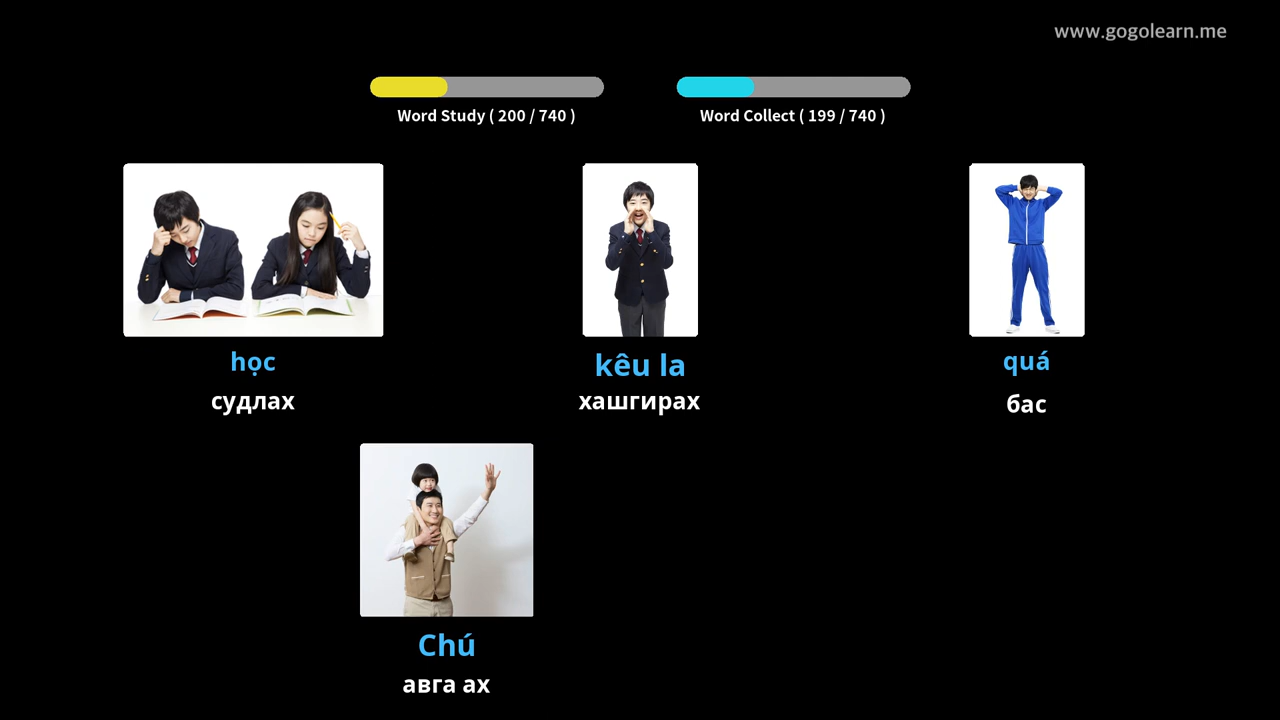 www.gogolearn.me
Word Study ( 200 / 740 )
Word Collect ( 199 / 740 )
học
kêu la
quá
судлах
хашгирах
бас
Chú
авга ах